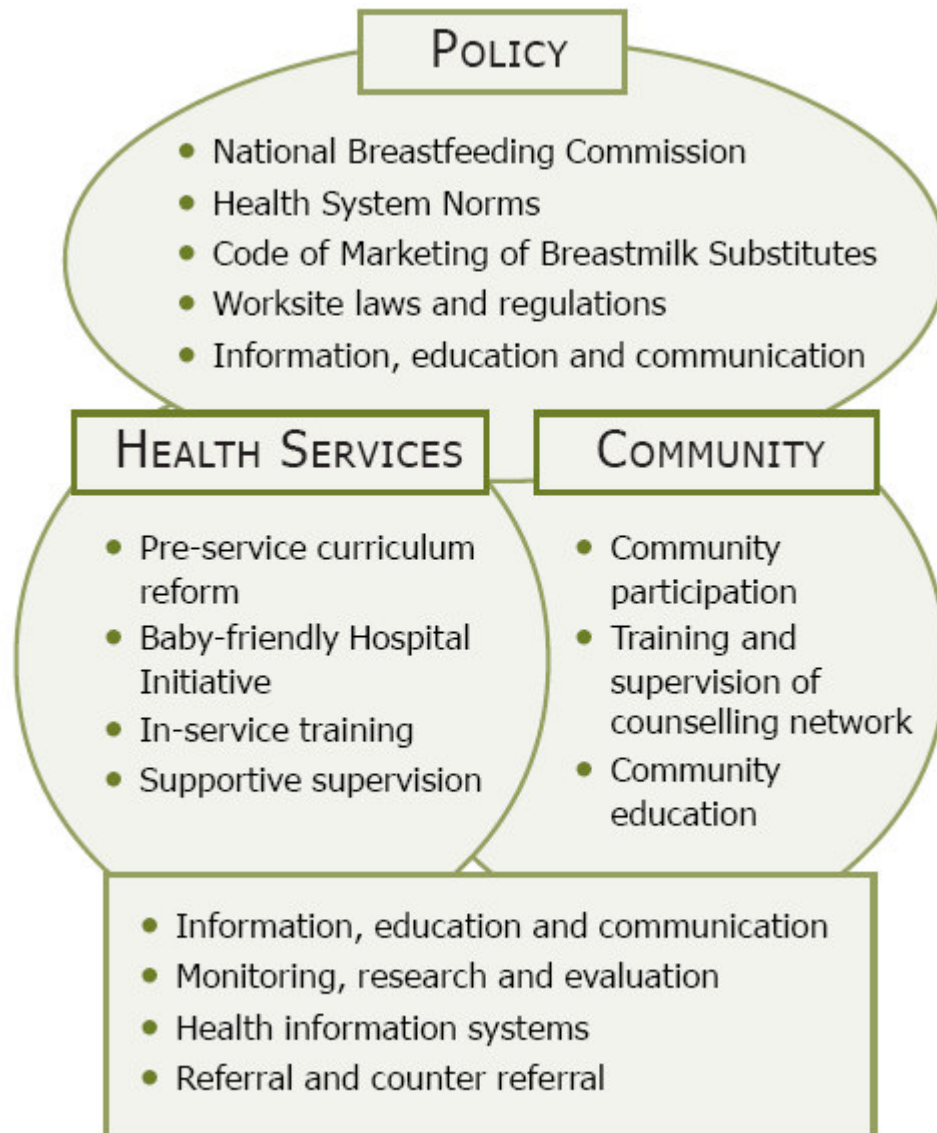 POLICY
• National Breastfeeding Commission
• Health System Norms
• Code of Marketing of Breastmilk Substitutes
• Worksite laws and regulations
• Information, education and communication
HEALTH SERVICES
• Pre-service curriculum
reform
• Baby-friendly Hospital
Initiative
• In-service training
• Supportive supervision
COMMUNITY
• Community
participation
• Training and
supervision of
counselling network
• Community
education
• Information, education and communication
• Monitoring, research and evaluation
• Health information systems
• Referral and counter referral